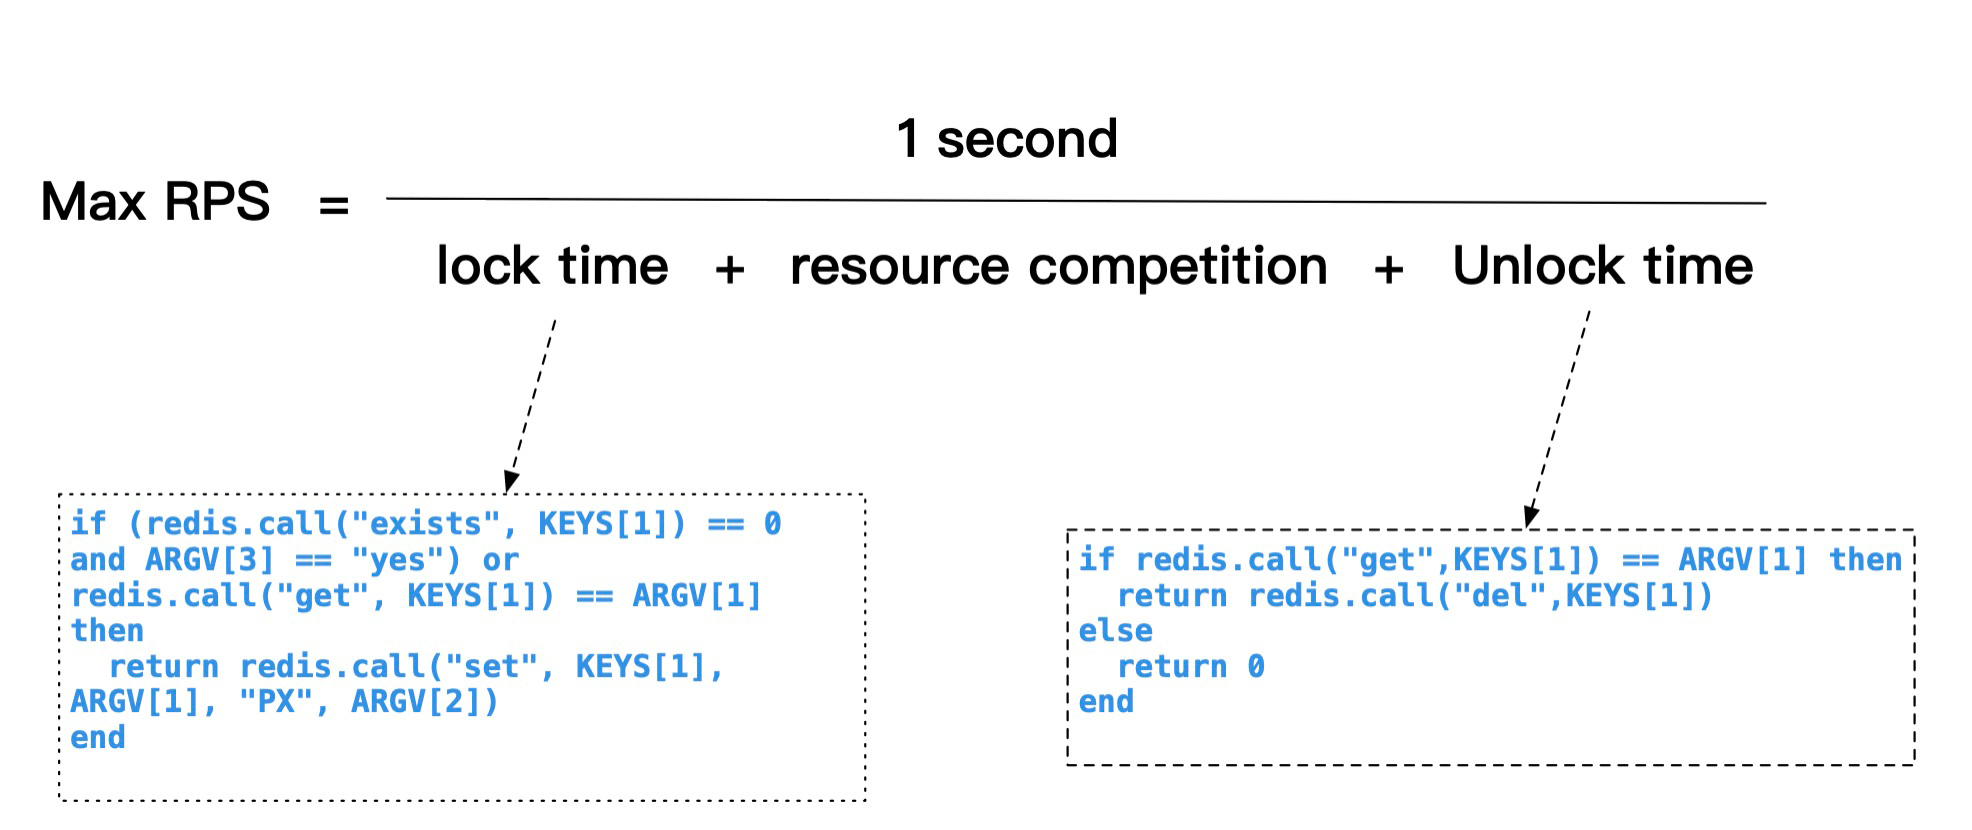 1 second
Max RPS =
lock time + resource competition + Unlock time
if (redis.call("exists", KEYS[1]) == 0
and ARGV[3] == "yes") or
redis.call("get", KEYS[1]) == ARGV[1]
then
  return redis.call("set", KEYS[1],
ARGV[1], "PX", ARGV[2])
end
if redis.call("get",KEYS[1]) == ARGV[1] then
  return redis.call("del",KEYS[1])
else
  return 0
end